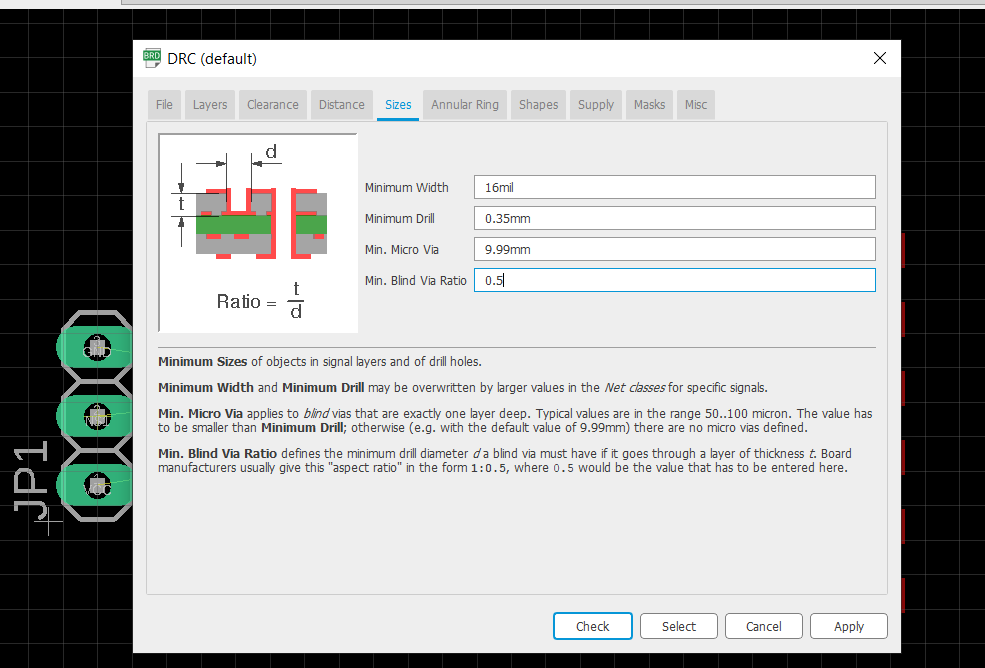 BRD DRC (default)
File Layers Clearance Distance Sizes Annular Ring Shapes Supply Masks Misc
d
t
Ratio = t/d
Minimum Width 16mil
Minimum Drill 0.35mm
Min. Micro Via 9.99mm
Min. Blind Via Ratio 0.5
Minimum Sizes of objects in signal layers and of drill holes.
Minimum Width and Minimum Drill may be overwritten by larger values in the Net classes for specific signals.
Min. Micro Via applies to blind vias that are exactly one layer deep. Typical values are in the range 50..100 micron. The value has
to be smaller than Minimum Drill; otherwise (e.g. with the default value of 9.99mm) there are no micro vias defined.
Min. Blind Via Ratio defines the minimum drill diameter d a blind via must have if it goes through a layer of thickness t. Board
manufacturers usually give this "aspect ratio" in the form 1:0.5, where 0.5 would be the value that has to be entered here.
Check Select Cancel Apply
JP1
GND
VCC